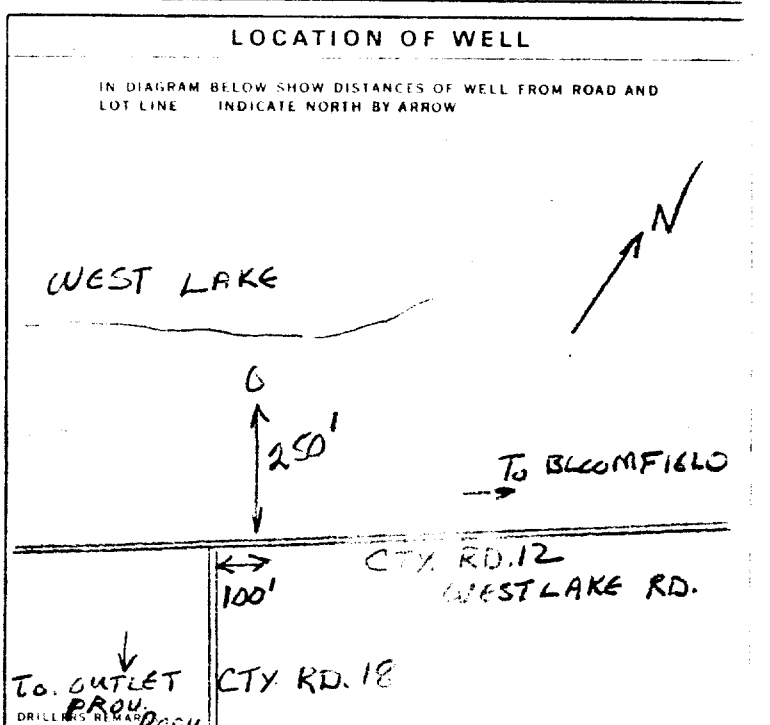 LOCATION OF WELL
IN DIAGRAM BELOW SHOW DISTANCES OF WELL FROM ROAD AND
LOT LINE INDICATE NORTH BY ARROW
N
WEST LAKE
250'
To BLOOMFIELD
CTY. RD. 12
100'
WESTLAKE RD.
To. OUTLET
PROV.
CTY RD. 18
DRILLERS REMAR